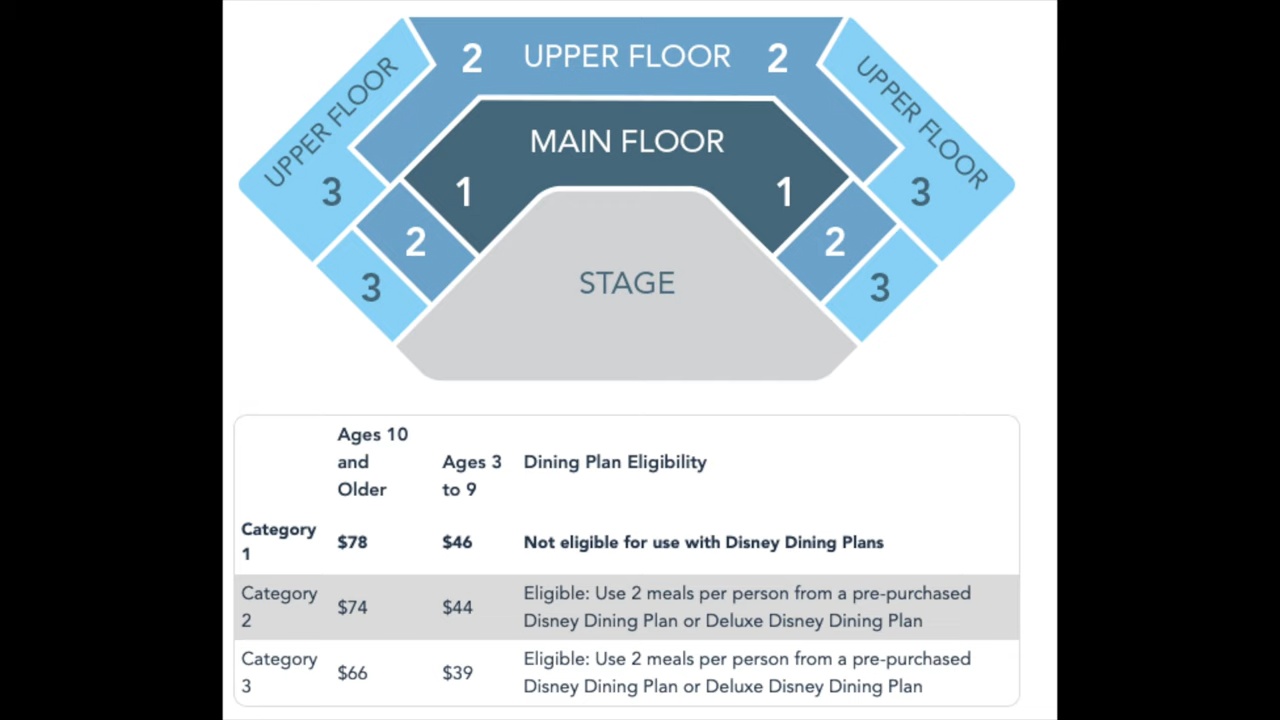 2 UPPER FLOOR 2
UPPER FLOOR
UPPER FLOOR
MAIN FLOOR
3
1
1
3
2
2
3
STAGE
3
Ages 10
and
Older
Ages 3
to 9
Dining Plan Eligibility
Category
1
$78
$46
Not eligible for use with Disney Dining Plans
Category
2
$74
$44
Eligible: Use 2 meals per person from a pre-purchased
Disney Dining Plan or Deluxe Disney Dining Plan
Category
3
$66
$39
Eligible: Use 2 meals per person from a pre-purchased
Disney Dining Plan or Deluxe Disney Dining Plan